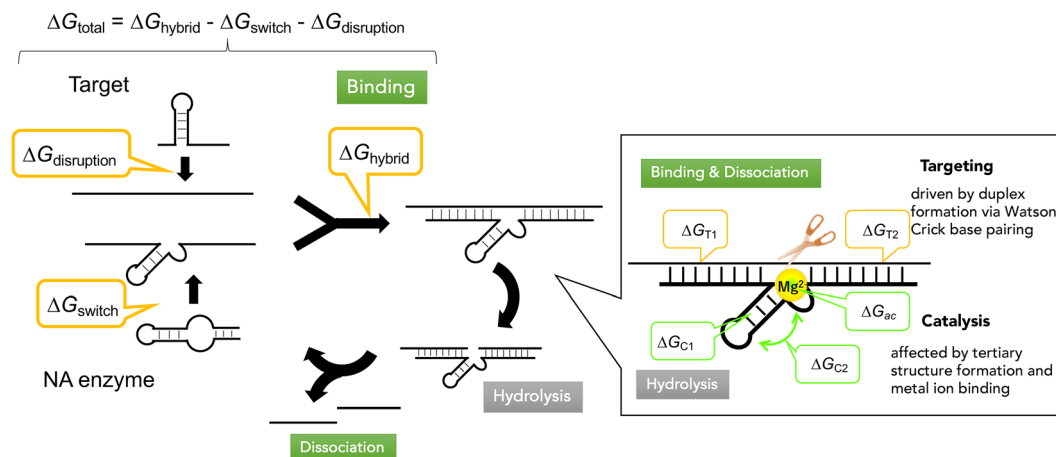 ΔGtotal = ΔGhybrid - ΔGswitch - ΔGdisruption
Target
Binding
ΔGdisruption
ΔGhybrid
ΔGswitch
NA enzyme
Hydrolysis
Dissociation
Binding & Dissociation
Targeting
driven by duplex
formation via Watson
Crick base pairing
ΔGT1
ΔGT2
Mg2
ΔGac
ΔGC1
ΔGC2
Catalysis
affected by tertiary
structure formation and
metal ion binding
Hydrolysis